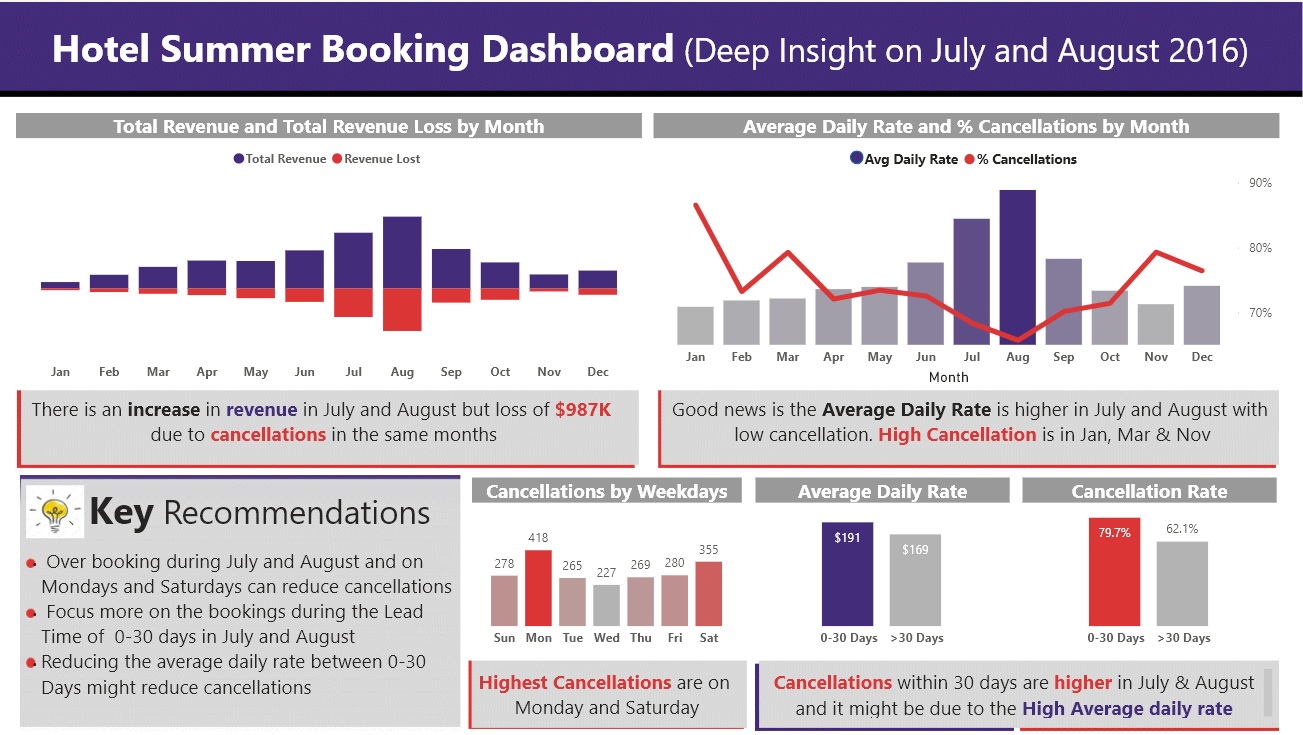 Hotel Summer Booking Dashboard (Deep Insight on July and August 2016)
Total Revenue and Total Revenue Loss by Month
Total Revenue Revenue Lost
Jan Feb Mar Apr May Jun Jul Aug Sep Oct Nov Dec
There is an increase in revenue in July and August but loss of $987K
due to cancellations in the same months
Average Daily Rate and % Cancellations by Month
Avg Daily Rate % Cancellations
90%
80%
70%
Jan Feb Mar Apr May Jun Jul Aug Sep Oct Nov Dec
Month
Good news is the Average Daily Rate is higher in July and August with
low cancellation. High Cancellation is in Jan, Mar & Nov
Key Recommendations
Over booking during July and August and on
Mondays and Saturdays can reduce cancellations
Focus more on the bookings during the Lead
Time of 0-30 days in July and August
Reducing the average daily rate between 0-30
Days might reduce cancellations
Cancellations by Weekdays
278 418 265 227 269 280 355
Sun Mon Tue Wed Thu Fri Sat
Highest Cancellations are on
Monday and Saturday
Average Daily Rate
$191 $169
0-30 Days >30 Days
Cancellation Rate
79.7% 62.1%
0-30 Days >30 Days
Cancellations within 30 days are higher in July & August
and it might be due to the High Average daily rate